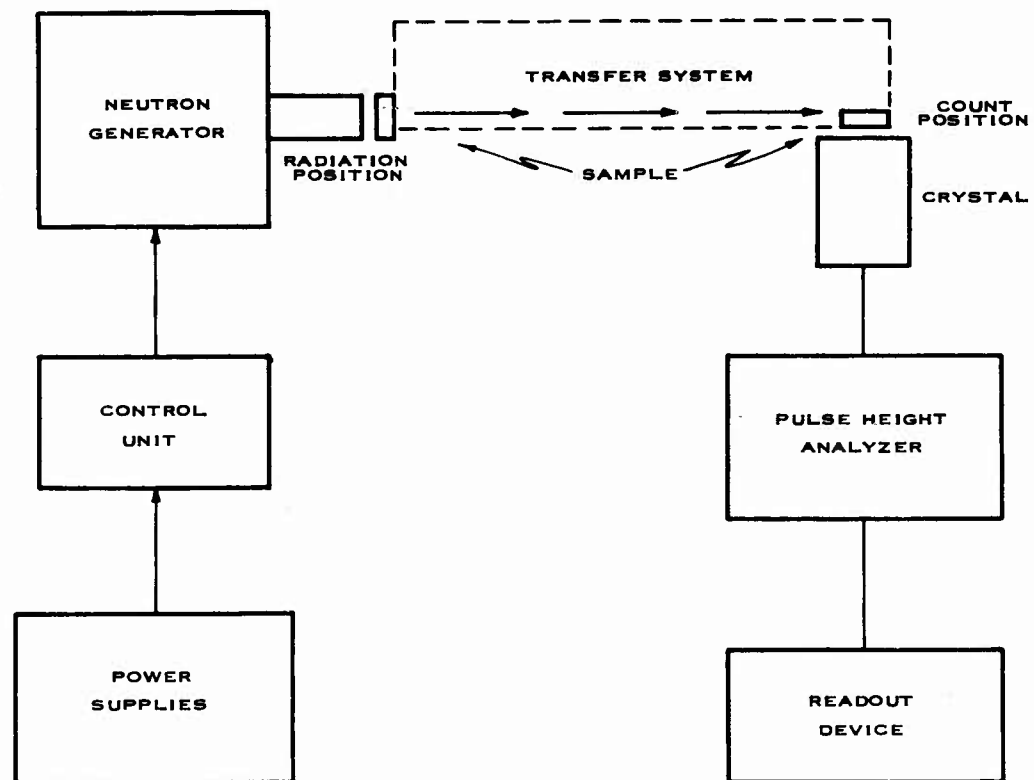 TRANSFER SYSTEM
NEUTRON
GENERATOR
COUNT
POSITION
RADIATION
POSITION
SAMPLE
CRYSTAL
CONTROL
UNIT
PULSE HEIGHT
ANALYZER
POWER
SUPPLIES
READOUT
DEVICE